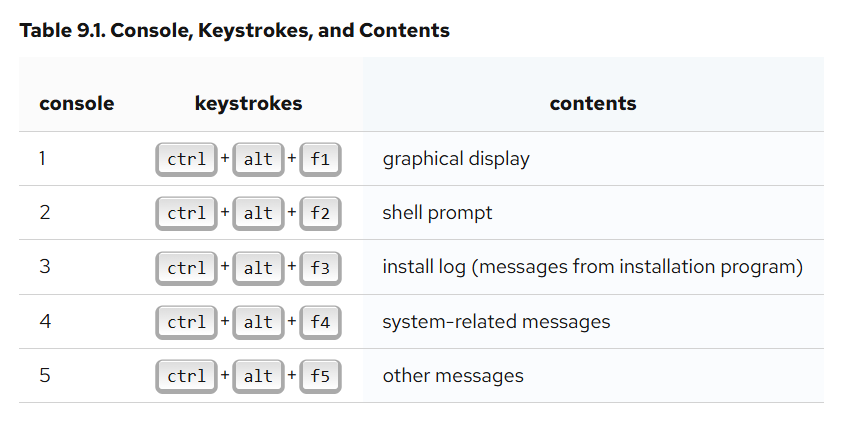 Table 9.1. Console, Keystrokes, and Contents
console keystrokes contents
1 ctrl + alt + f1 graphical display
2 ctrl + alt + f2 shell prompt
3 ctrl + alt + f3 install log (messages from installation program)
4 ctrl + alt + f4 system-related messages
5 ctrl + alt + f5 other messages